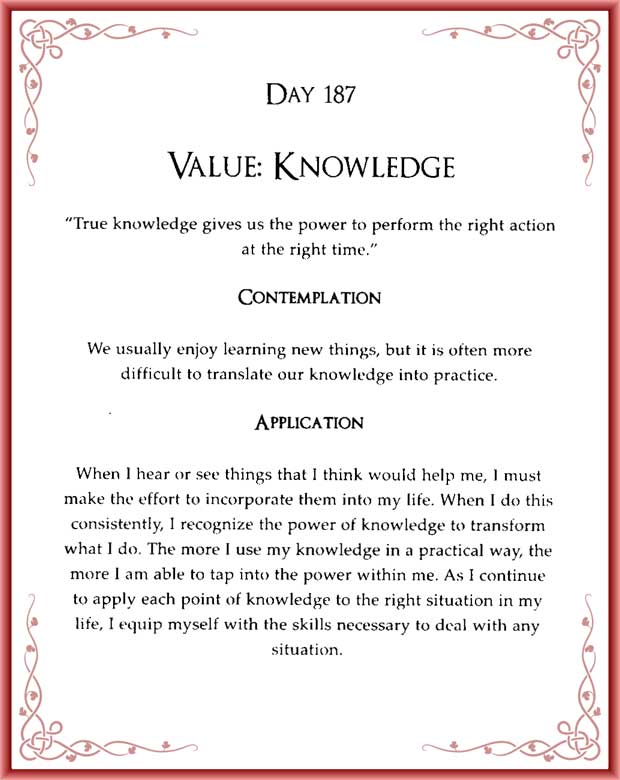 DAY 187
VALUE: KNOWLEDGE
“True knowledge gives us the power to perform the right action
at the right time.”
CONTEMPLATION
We usually enjoy learning new things, but it is often more
difficult to translate our knowledge into practice.
APPLICATION
When I hear or see things that I think would help me, I must
make the effort to incorporate them into my life. When I do this
consistently, I recognize the power of knowledge to transform
what I do. The more I use my knowledge in a practical way, the
more I am able to tap into the power within me. As I continue
to apply each point of knowledge to the right situation in my
life, I equip myself with the skills necessary to deal with any
situation.